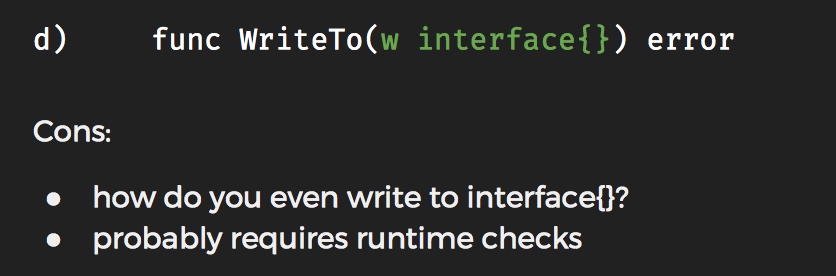 d) func WriteTo(w interface{}) error
Cons:
● how do you even write to interface{}?
● probably requires runtime checks